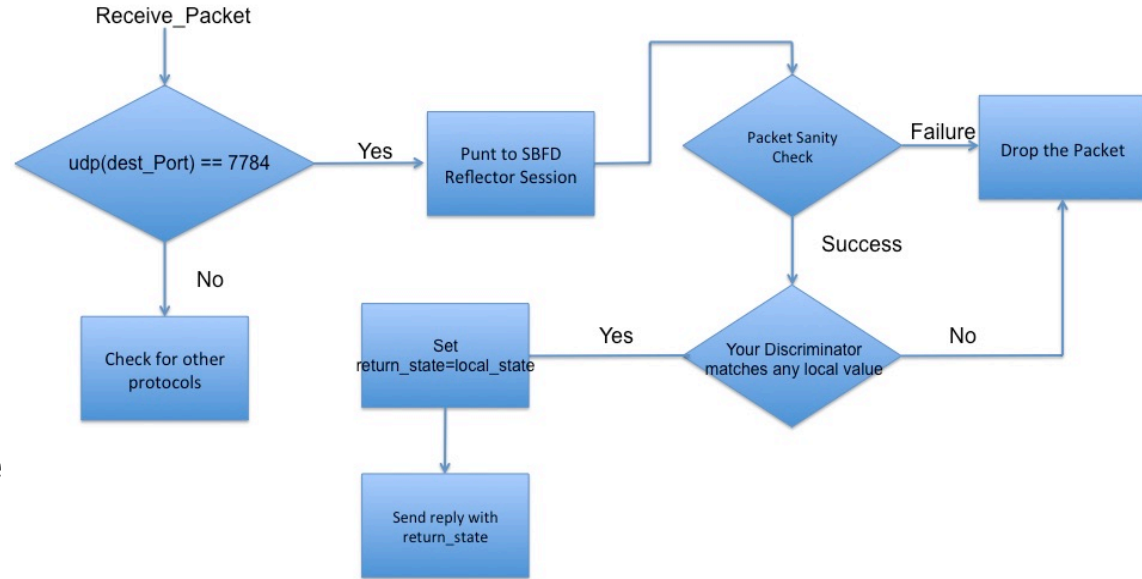 Receive_Packet
udp(dest_Port) == 7784
Yes
Punt to SBFD
Reflector Session
Packet Sanity
Check
Failure
Drop the Packet
No
Success
Check for other
protocols
Set
return_state=local_state
Yes
Your Discriminator
matches any local value
No
Send reply with
return_state